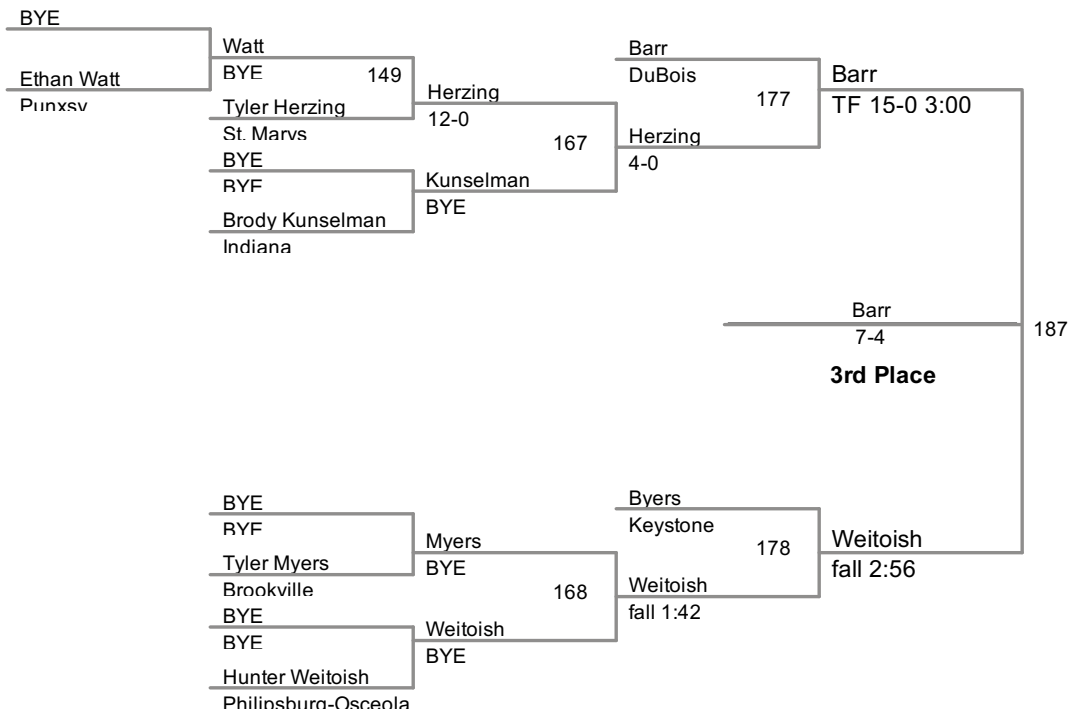 BYE
Ethan Watt
Punxsy
Watt
BYE
149
Tyler Herzing
St. Marys
BYE
BYE
Brody Kunselman
Indiana
Herzing
12-0
167
Kunselman
BYE
Barr
DuBois
177
Herzing
4-0
Barr
TF 15-0 3:00
Barr
7-4
187
3rd Place
BYE
BYE
Tyler Myers
Brookville
BYE
BYE
Hunter Weitoish
Philipsburg-Osceola
Myers
BYE
168
Weitoish
BYE
Byers
Keystone
178
Weitoish
fall 1:42
Weitoish
fall 2:56